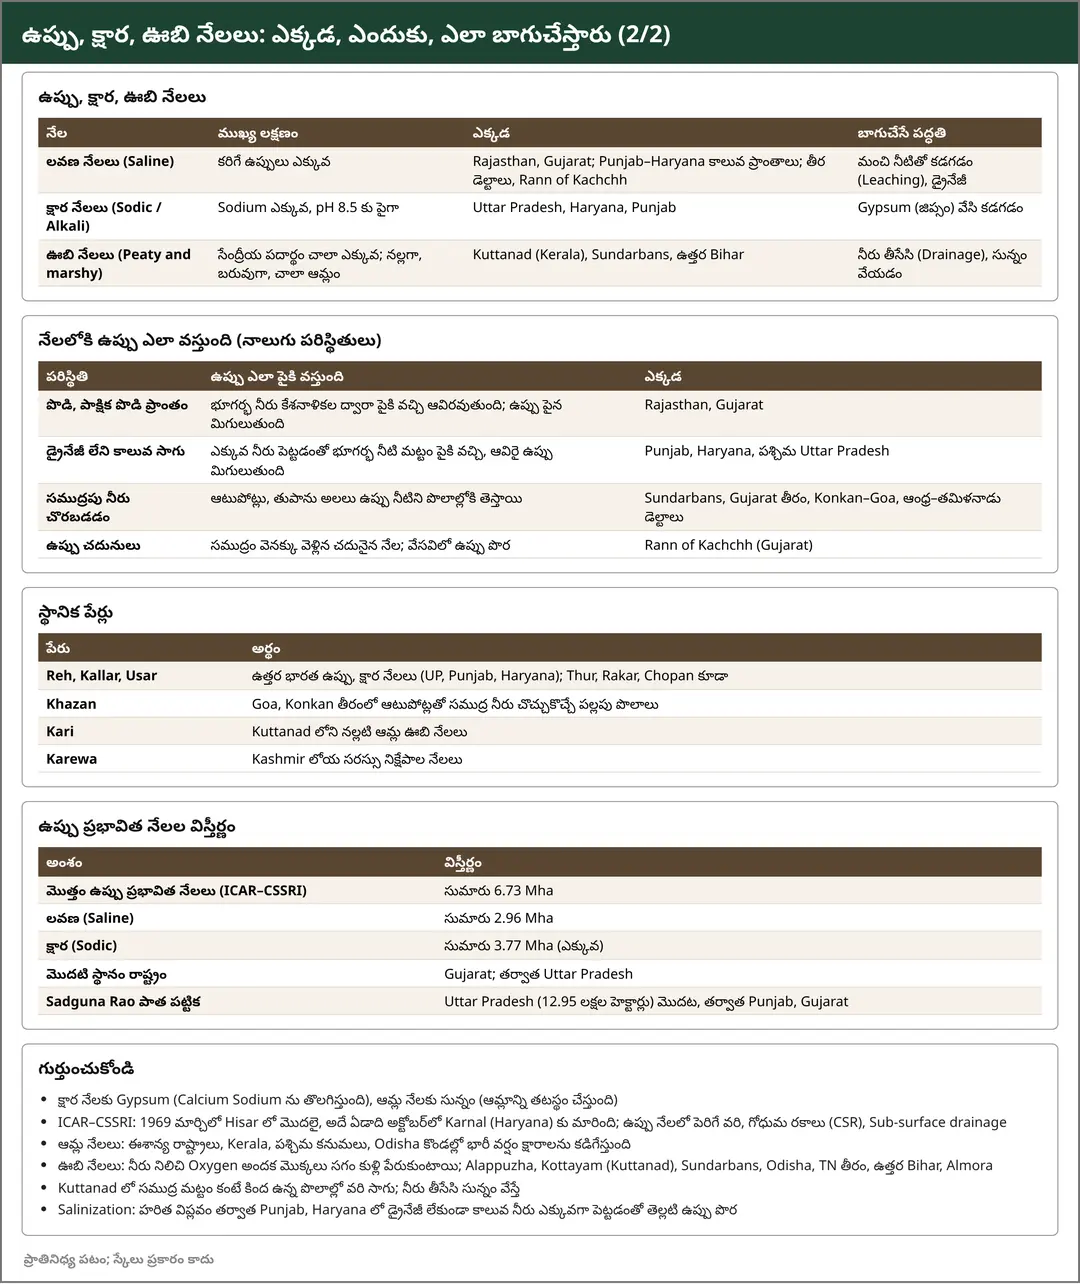 ఉప్పు, క్షార, ఊబి నేలలు: ఎక్కడ, ఎందుకు, ఎలా బాగుచేస్తారు (2/2)
ఉప్పు, క్షార, ఊబి నేలలు
నేల ముఖ్య లక్షణం ఎక్కడ బాగుచేసే పద్ధతి
లవణ నేలలు (Saline) కరిగే ఉప్పులు ఎక్కువ Rajasthan, Gujarat; Punjab–Haryana కాలువ ప్రాంతాలు; తీర మంచి నీటితో కడగడం
డెల్టాలు, Rann of Kachchh (Leaching), డ్రైనేజీ
క్షార నేలలు (Sodic / Sodium ఎక్కువ, pH 8.5 కు పైగా Uttar Pradesh, Haryana, Punjab Gypsum (జిప్సం) వేసి కడగడం
Alkali)
ఊబి నేలలు (Peaty and సేంద్రీయ పదార్థం చాలా ఎక్కువ; నల్లగా, Kuttanad (Kerala), Sundarbans, ఉత్తర Bihar నీరు తీసేసి (Drainage), సున్నం
marshy) బరువుగా, చాలా ఆమ్లం వేయడం
నేలలోకి ఉప్పు ఎలా వస్తుంది (నాలుగు పరిస్థితులు)
పరిస్థితి ఉప్పు ఎలా పైకి వస్తుంది ఎక్కడ
పొడి, పాక్షిక పొడి ప్రాంతం భూగర్భ నీరు కేశనాళికల ద్వారా పైకి వచ్చి ఆవిరవుతుంది; ఉప్పు పైన Rajasthan, Gujarat
మిగులుతుంది
డ్రైనేజీ లేని కాలువ సాగు ఎక్కువ నీరు పెట్టడంతో భూగర్భ నీటి మట్టం పైకి వచ్చి, ఆవిరై ఉప్పు Punjab, Haryana, పశ్చిమ Uttar Pradesh
మిగులుతుంది
సముద్రపు నీరు ఆటుపోట్లు, తుపాను అలలు ఉప్పు నీటిని పొలాల్లోకి తెస్తాయి Sundarbans, Gujarat తీరం, Konkan–Goa, ఆంధ్ర–తమిళనాడు
చొరబడడం డెల్టాలు
ఉప్పు చదునులు సముద్రం వెనక్కు వెళ్లిన చదునైన నేల; వేసవిలో ఉప్పు పొర Rann of Kachchh (Gujarat)
స్థానిక పేర్లు
పేరు అర్థం
Reh, Kallar, Usar ఉత్తర భారత ఉప్పు, క్షార నేలలు (UP, Punjab, Haryana); Thur, Rakar, Chopan కూడా
Khazan Goa, Konkan తీరంలో ఆటుపోట్లతో సముద్ర నీరు చొచ్చుకొచ్చే పల్లపు పొలాలు
Kari Kuttanad లోని నల్లటి ఆమ్ల ఊబి నేలలు
Karewa Kashmir లోయ సరస్సు నిక్షేపాల నేలలు
ఉప్పు ప్రభావిత నేలల విస్తీర్ణం
అంశం విస్తీర్ణం
మొత్తం ఉప్పు ప్రభావిత నేలలు (ICAR–CSSRI) సుమారు 6.73 Mha
లవణ (Saline) సుమారు 2.96 Mha
క్షార (Sodic) సుమారు 3.77 Mha (ఎక్కువ)
మొదటి స్థానం రాష్ట్రం Gujarat; తర్వాత Uttar Pradesh
Sadguna Rao పాత పట్టిక Uttar Pradesh (12.95 లక్షల హెక్టార్లు) మొదట, తర్వాత Punjab, Gujarat
గుర్తుంచుకోండి
• క్షార నేలకు Gypsum (Calcium Sodium ను తొలగిస్తుంది), ఆమ్ల నేలకు సున్నం (ఆమ్లాన్ని తటస్థం చేస్తుంది)
• ICAR–CSSRI: 1969 మార్చిలో Hisar లో మొదలై, అదే ఏడాది అక్టోబర్‌లో Karnal (Haryana) కు మారింది; ఉప్పు నేలలో పెరిగే వరి, గోధుమ రకాలు (CSR), Sub-surface drainage
• ఆమ్ల నేలలు: ఈశాన్య రాష్ట్రాలు, Kerala, పశ్చిమ కనుమలు, Odisha కొండల్లో భారీ వర్షం క్షారాలను కడిగేస్తుంది
• ఊబి నేలలు: నీరు నిలిచి Oxygen అందక మొక్కలు సగం కుళ్లి పేరుకుంటాయి; Alappuzha, Kottayam (Kuttanad), Sundarbans, Odisha, TN తీరం, ఉత్తర Bihar, Almora
• Kuttanad లో సముద్ర మట్టం కంటే కింద ఉన్న పొలాల్లో వరి సాగు; నీరు తీసేసి సున్నం వేస్తే
• Salinization: హరిత విప్లవం తర్వాత Punjab, Haryana లో డ్రైనేజీ లేకుండా కాలువ నీరు ఎక్కువగా పెట్టడంతో తెల్లటి ఉప్పు పొర
ప్రాతినిధ్య పటం; స్కేలు ప్రకారం కాదు